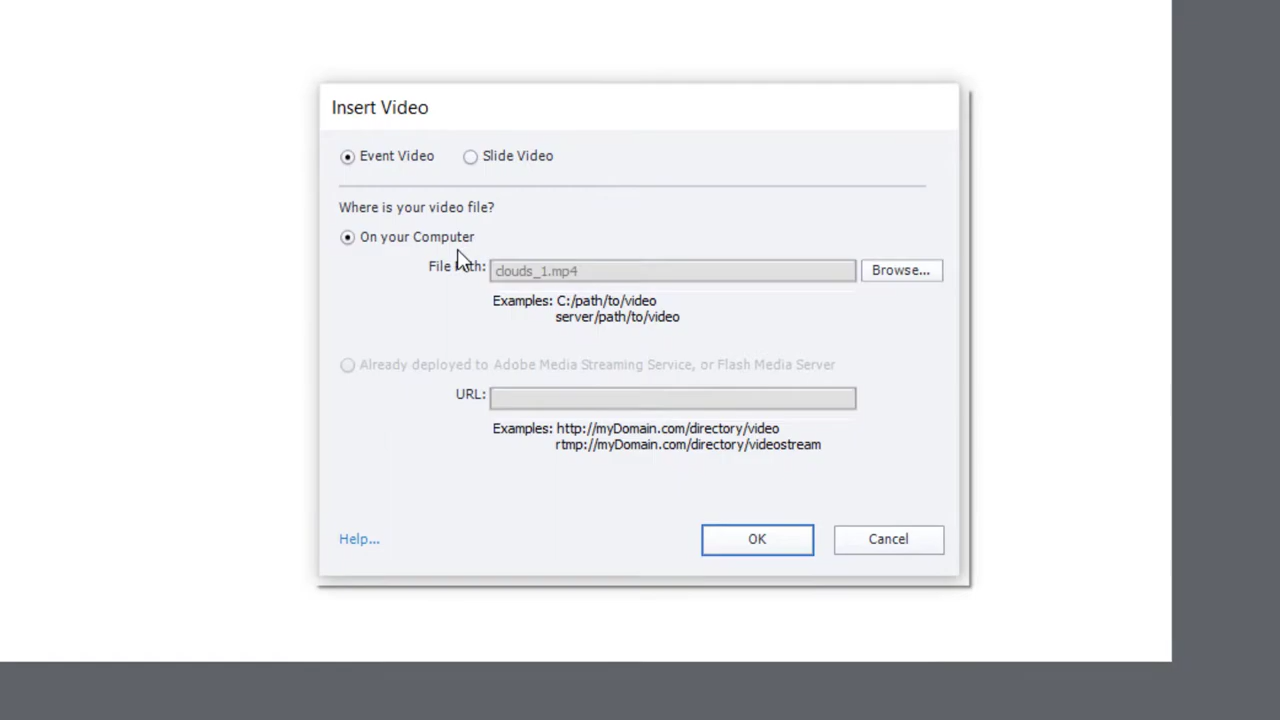 Insert Video
Event Video Slide Video
Where is your video file?
On your Computer
File Path: clouds_1.mp4 Browse...
Examples: C:/path/to/video
server/path/to/video
Already deployed to Adobe Media Streaming Service, or Flash Media Server
URL:
Examples: http://myDomain.com/directory/video
rtmp://myDomain.com/directory/videostream
Help... OK Cancel